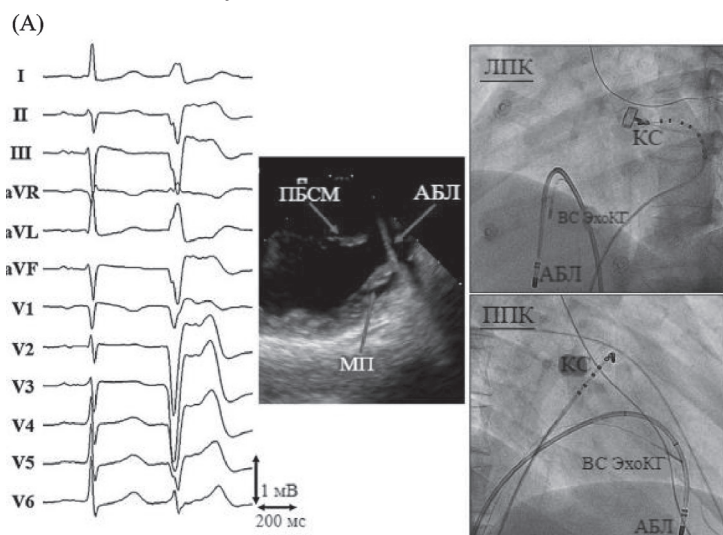 (A)
I
II
III
aVR
aVL
aVF
V1
V2
V3
V4
V5
V6
1 мВ
200 мс
ПБСМ
АБЛ
МП
ЛПК
КС
ВС ЭхоКГ
АБЛ
ППК
КС
ВС ЭхоКГ
АБЛ